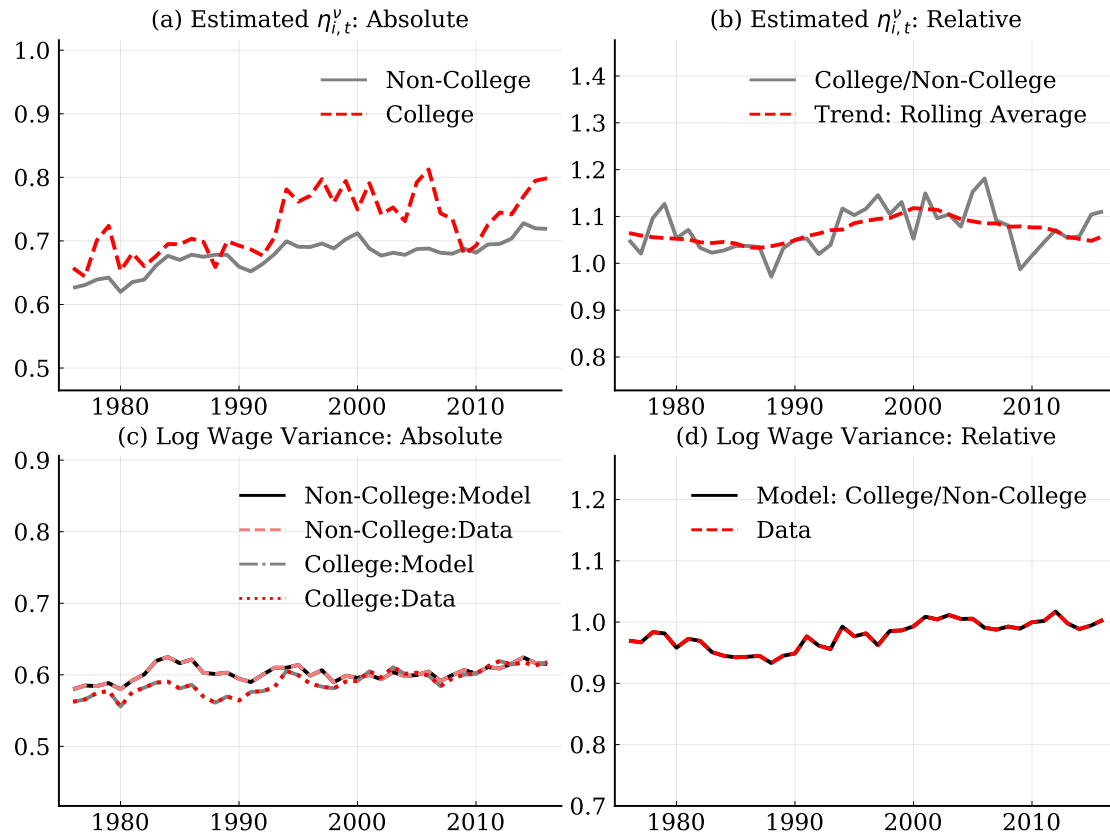 (a) Estimated η^ν_{i,t}: Absolute
1.0
0.9
0.8
0.7
0.6
0.5
Non-College
College
1980 1990 2000 2010
(b) Estimated η^ν_{i,t}: Relative
1.4
1.3
1.2
1.1
1.0
0.9
0.8
College/Non-College
Trend: Rolling Average
1980 1990 2000 2010
(c) Log Wage Variance: Absolute
0.9
0.8
0.7
0.6
0.5
Non-College:Model
Non-College:Data
College:Model
College:Data
1980 1990 2000 2010
(d) Log Wage Variance: Relative
1.2
1.1
1.0
0.9
0.8
0.7
Model: College/Non-College
Data
1980 1990 2000 2010